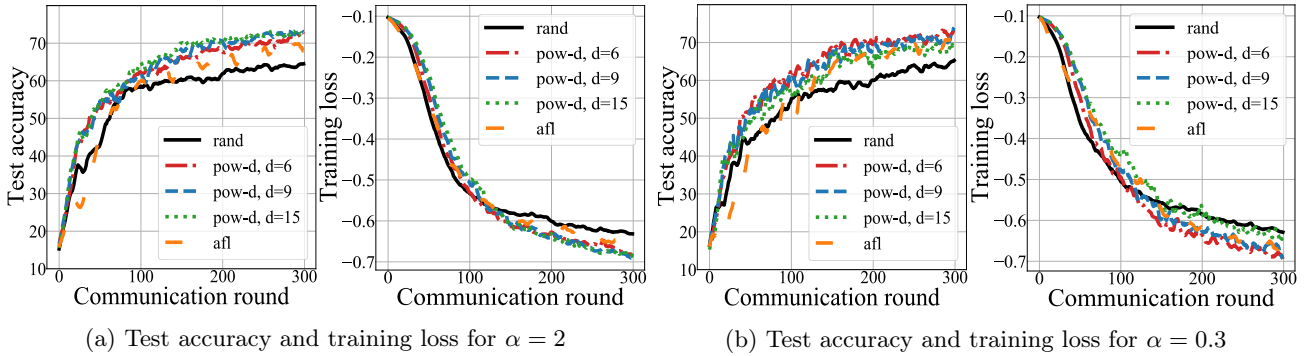 Test accuracy
70
60
50
40
30
20
10
0
100
200
300
Communication round
rand
pow-d, d=6
pow-d, d=9
pow-d, d=15
afl
Training loss
−0.1
−0.2
−0.3
−0.4
−0.5
−0.6
−0.7
0
100
200
300
Communication round
rand
pow-d, d=6
pow-d, d=9
pow-d, d=15
afl
(a) Test accuracy and training loss for α = 2
Test accuracy
70
60
50
40
30
20
10
0
100
200
300
Communication round
rand
pow-d, d=6
pow-d, d=9
pow-d, d=15
afl
Training loss
−0.1
−0.2
−0.3
−0.4
−0.5
−0.6
−0.7
0
100
200
300
Communication round
rand
pow-d, d=6
pow-d, d=9
pow-d, d=15
afl
(b) Test accuracy and training loss for α = 0.3